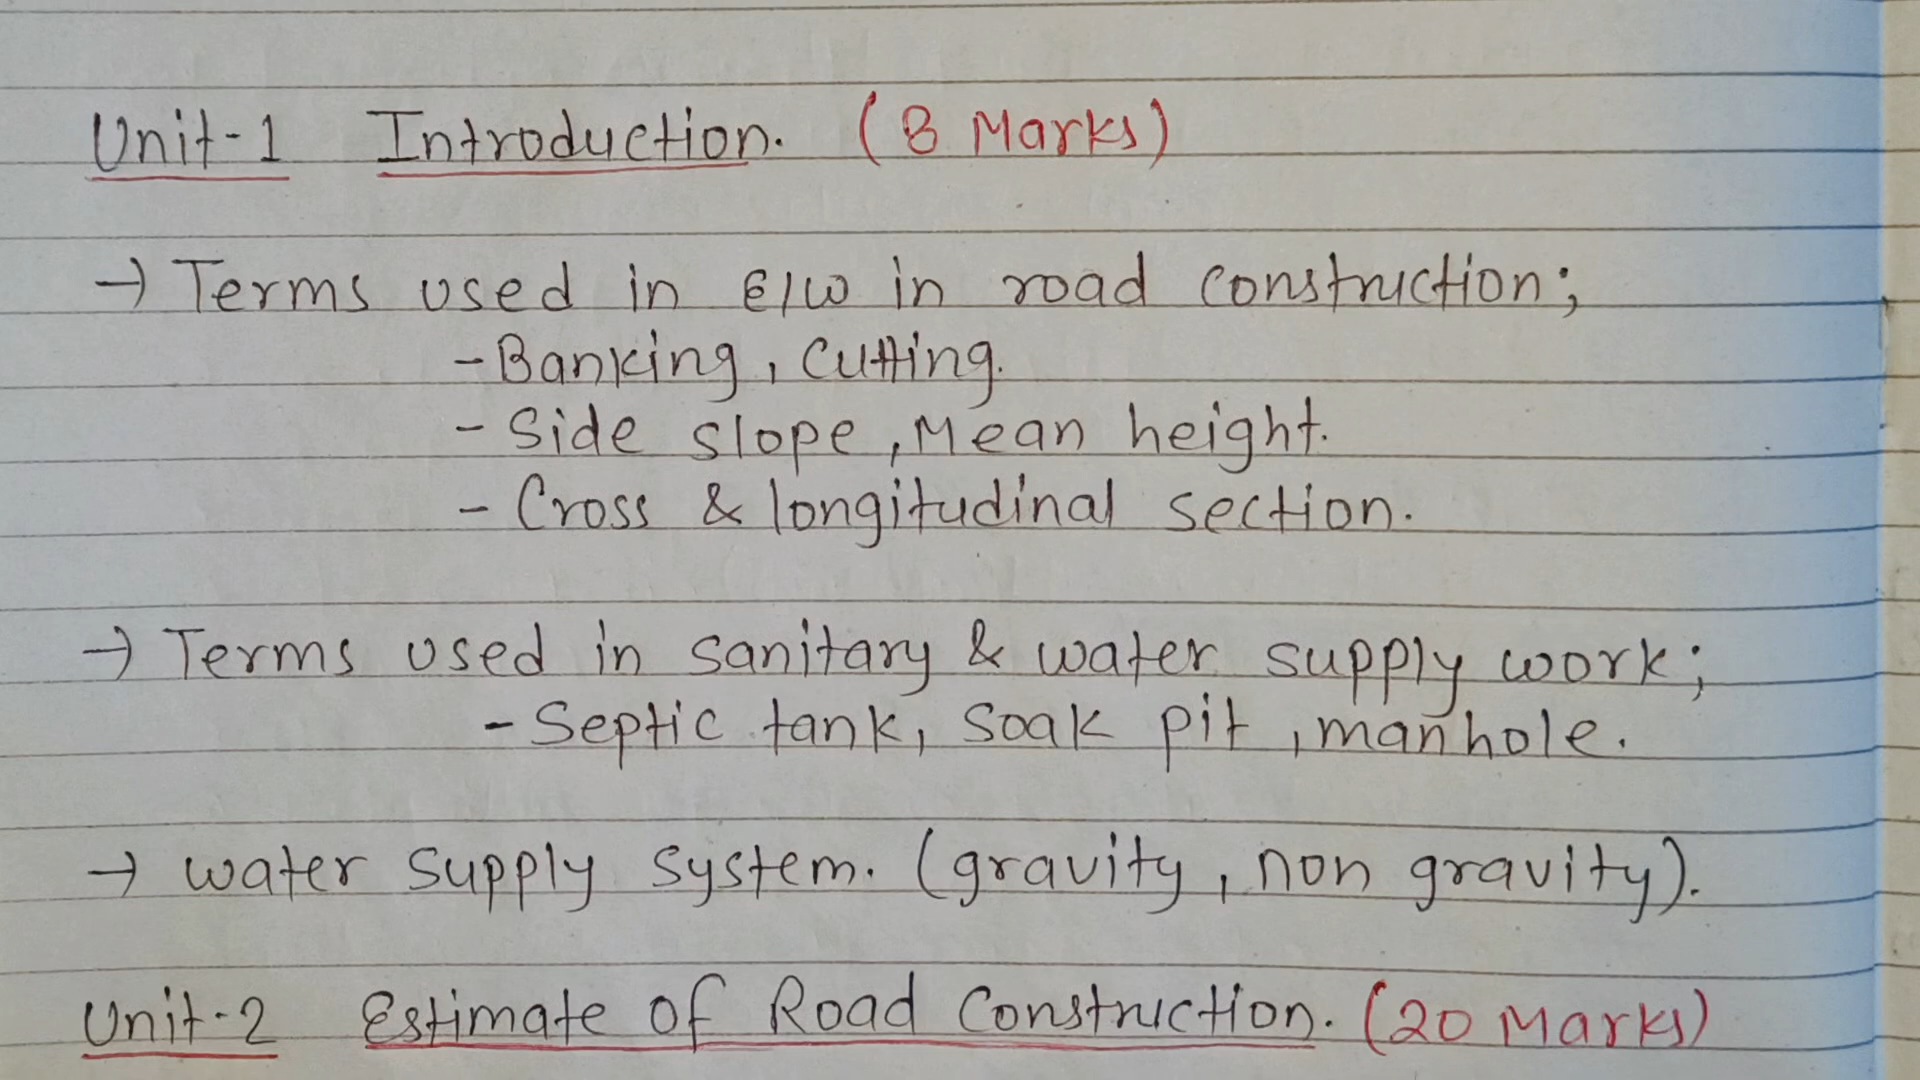 Unit-1 Introduction. (8 Marks)
→ Terms used in E/W in road construction;
- Banking, Cutting.
- Side slope, Mean height.
- Cross & longitudinal section.
→ Terms used in sanitary & water supply work;
- Septic tank, Soak pit, manhole.
→ water supply system. (gravity, non gravity).
Unit-2 Estimate of Road Construction. (20 Marks)